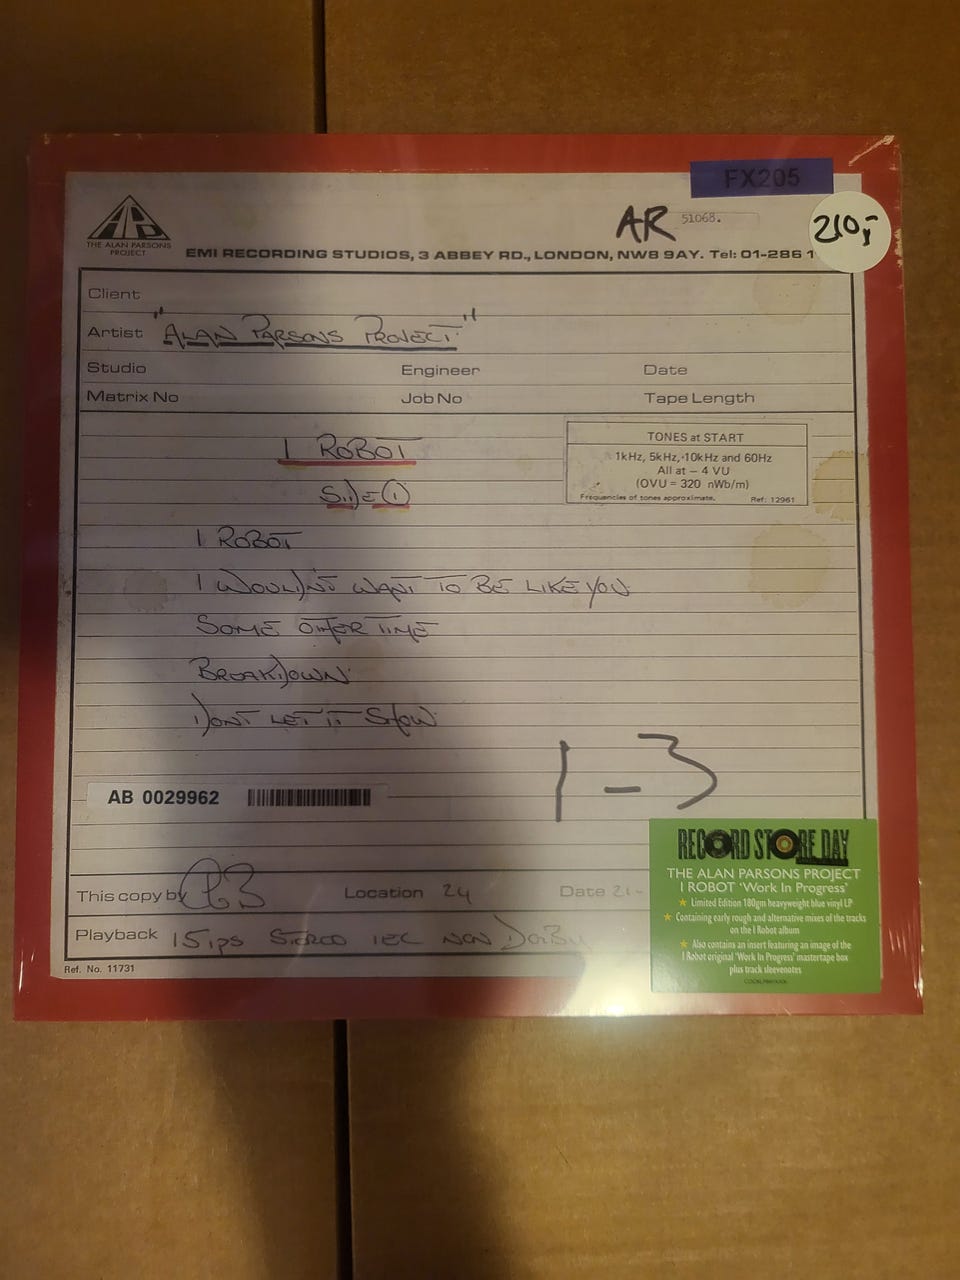 FX205
AR 51068.
210,-
THE ALAN PARSONS
PROJECT
EMI RECORDING STUDIOS, 3 ABBEY RD., LONDON, NW8 9AY. Tel: 01-286 1
Client
Artist "ALAN PARSONS PROJECT"
Studio Engineer Date
Matrix No Job No Tape Length
I ROBOT
SIDE 1
TONES at START
1kHz, 5kHz, 10kHz and 60Hz
All at – 4 VU
(OVU = 320 nWb/m)
Frequencies of tones approximate. Ref: 12961
I ROBOT
I WOULDN'T WANT TO BE LIKE YOU
SOME OTHER TIME
BREAKDOWN
DONT LET IT SHOW
1-3
AB 0029962
This copy by Location 24 Date 21-
Playback 15 ips STEREO IEC NON DOLBY
Ref. No. 11731
RECORD STORE DAY
THE ALAN PARSONS PROJECT
I ROBOT 'Work In Progress'
★ Limited Edition 180gm heavyweight blue vinyl LP
★ Containing early rough and alternative mixes of the tracks
on the I Robot album
★ Also contains an insert featuring an image of the
I Robot original 'Work In Progress' mastertape box
plus track sleevenotes